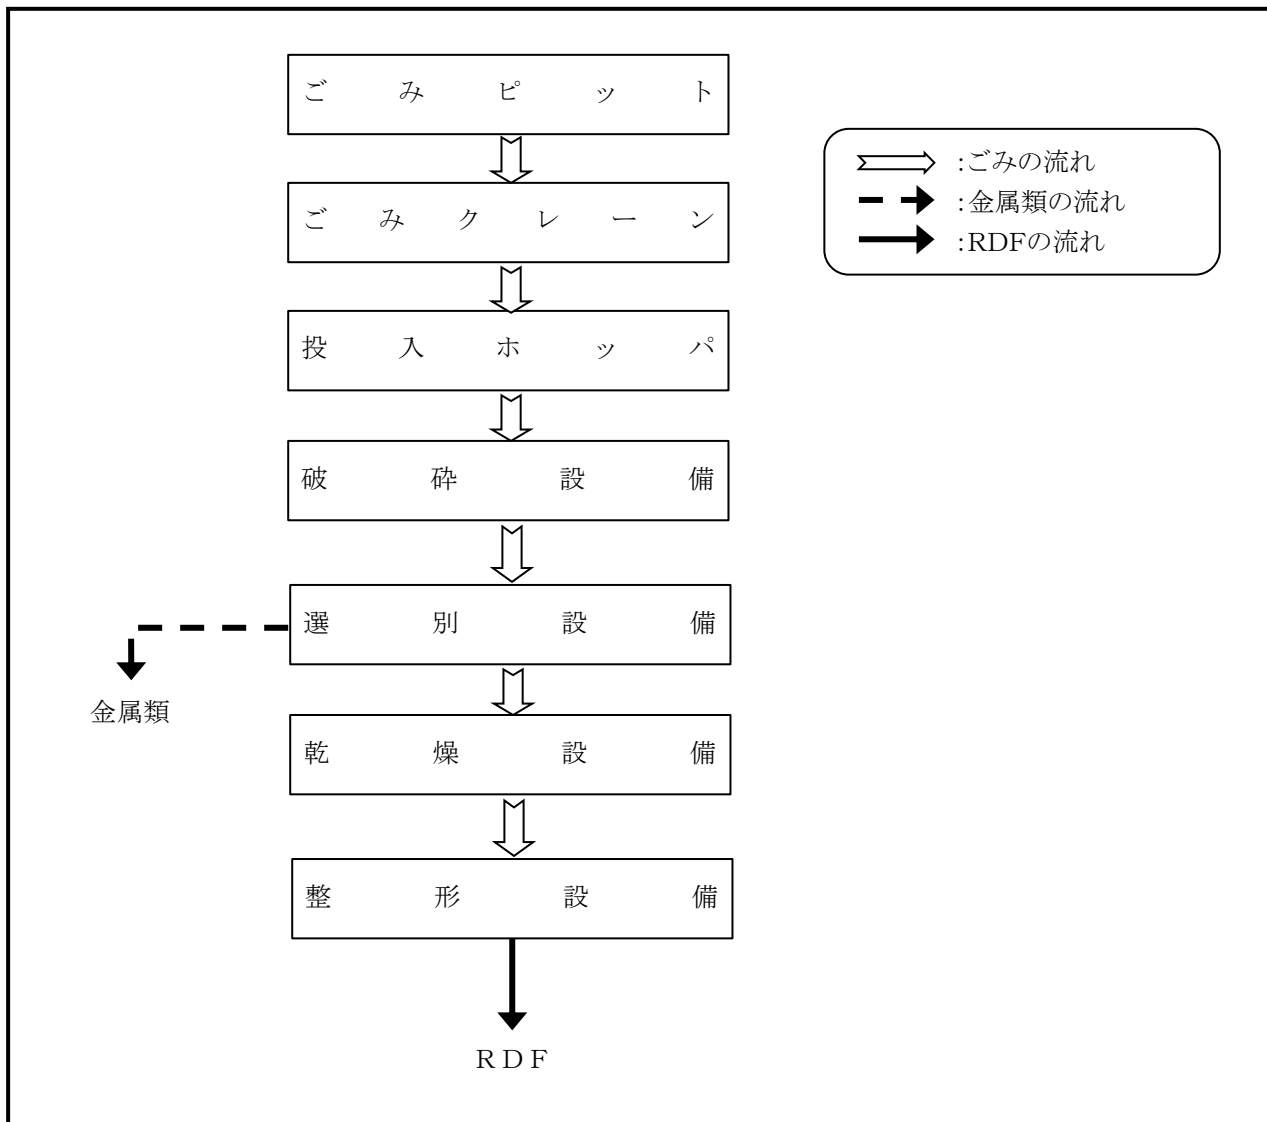 ごみピット
:ごみの流れ
:金属類の流れ
:RDFの流れ
ごみクレーン
投入ホッパ
破砕設備
選別設備
金属類
乾燥設備
整形設備
RDF